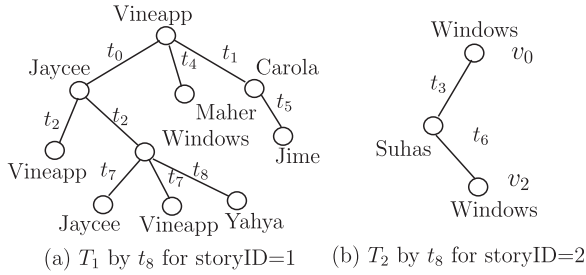 Vineapp
Windows
t₀ t₄ t₁ v₀
Jaycee Carola
t₃
t₂ t₂ Maher t₅
Windows Suhas t₆
Vineapp Jime
t₇ t₇ t₈ v₂
Jaycee Vineapp Yahya Windows
(a) T₁ by t₈ for storyID=1 (b) T₂ by t₈ for storyID=2